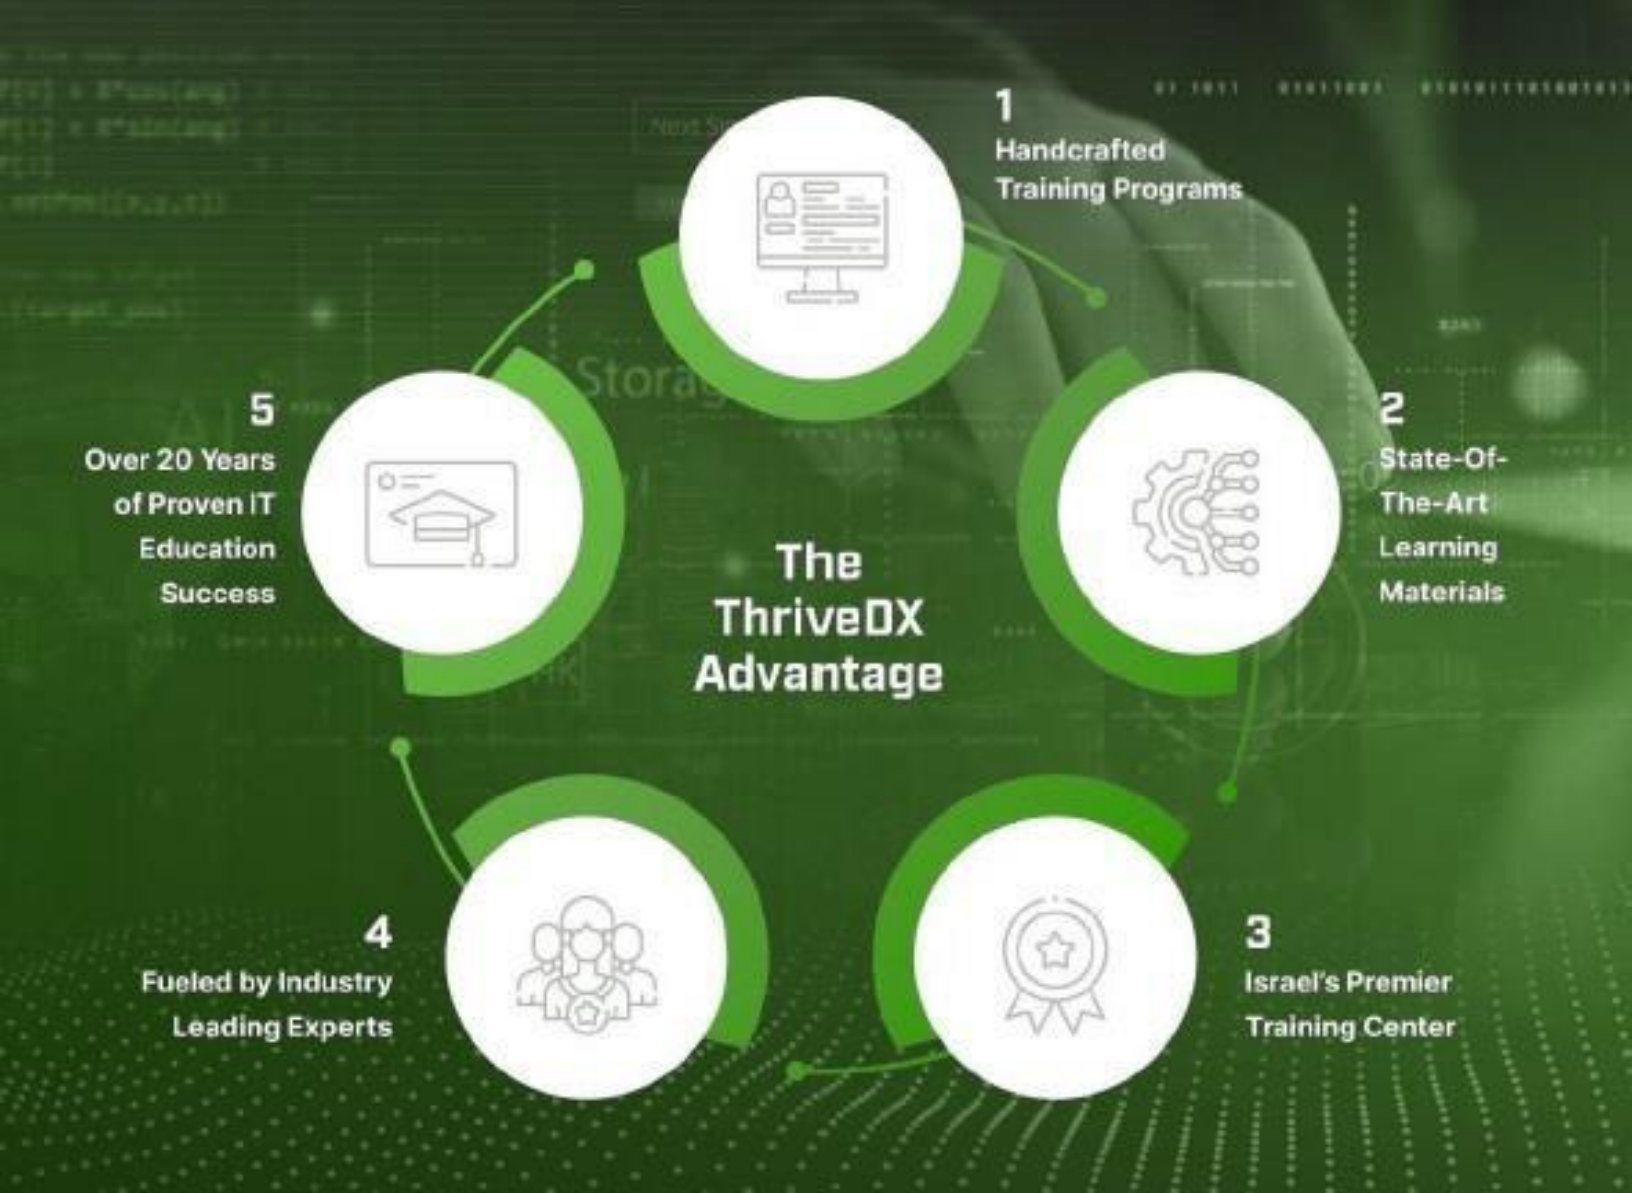 The
ThriveDX
Advantage
1
Handcrafted
Training Programs
2
State-Of-
The-Art
Learning
Materials
3
Israel's Premier
Training Center
4
Fueled by Industry
Leading Experts
5
Over 20 Years
of Proven IT
Education
Success